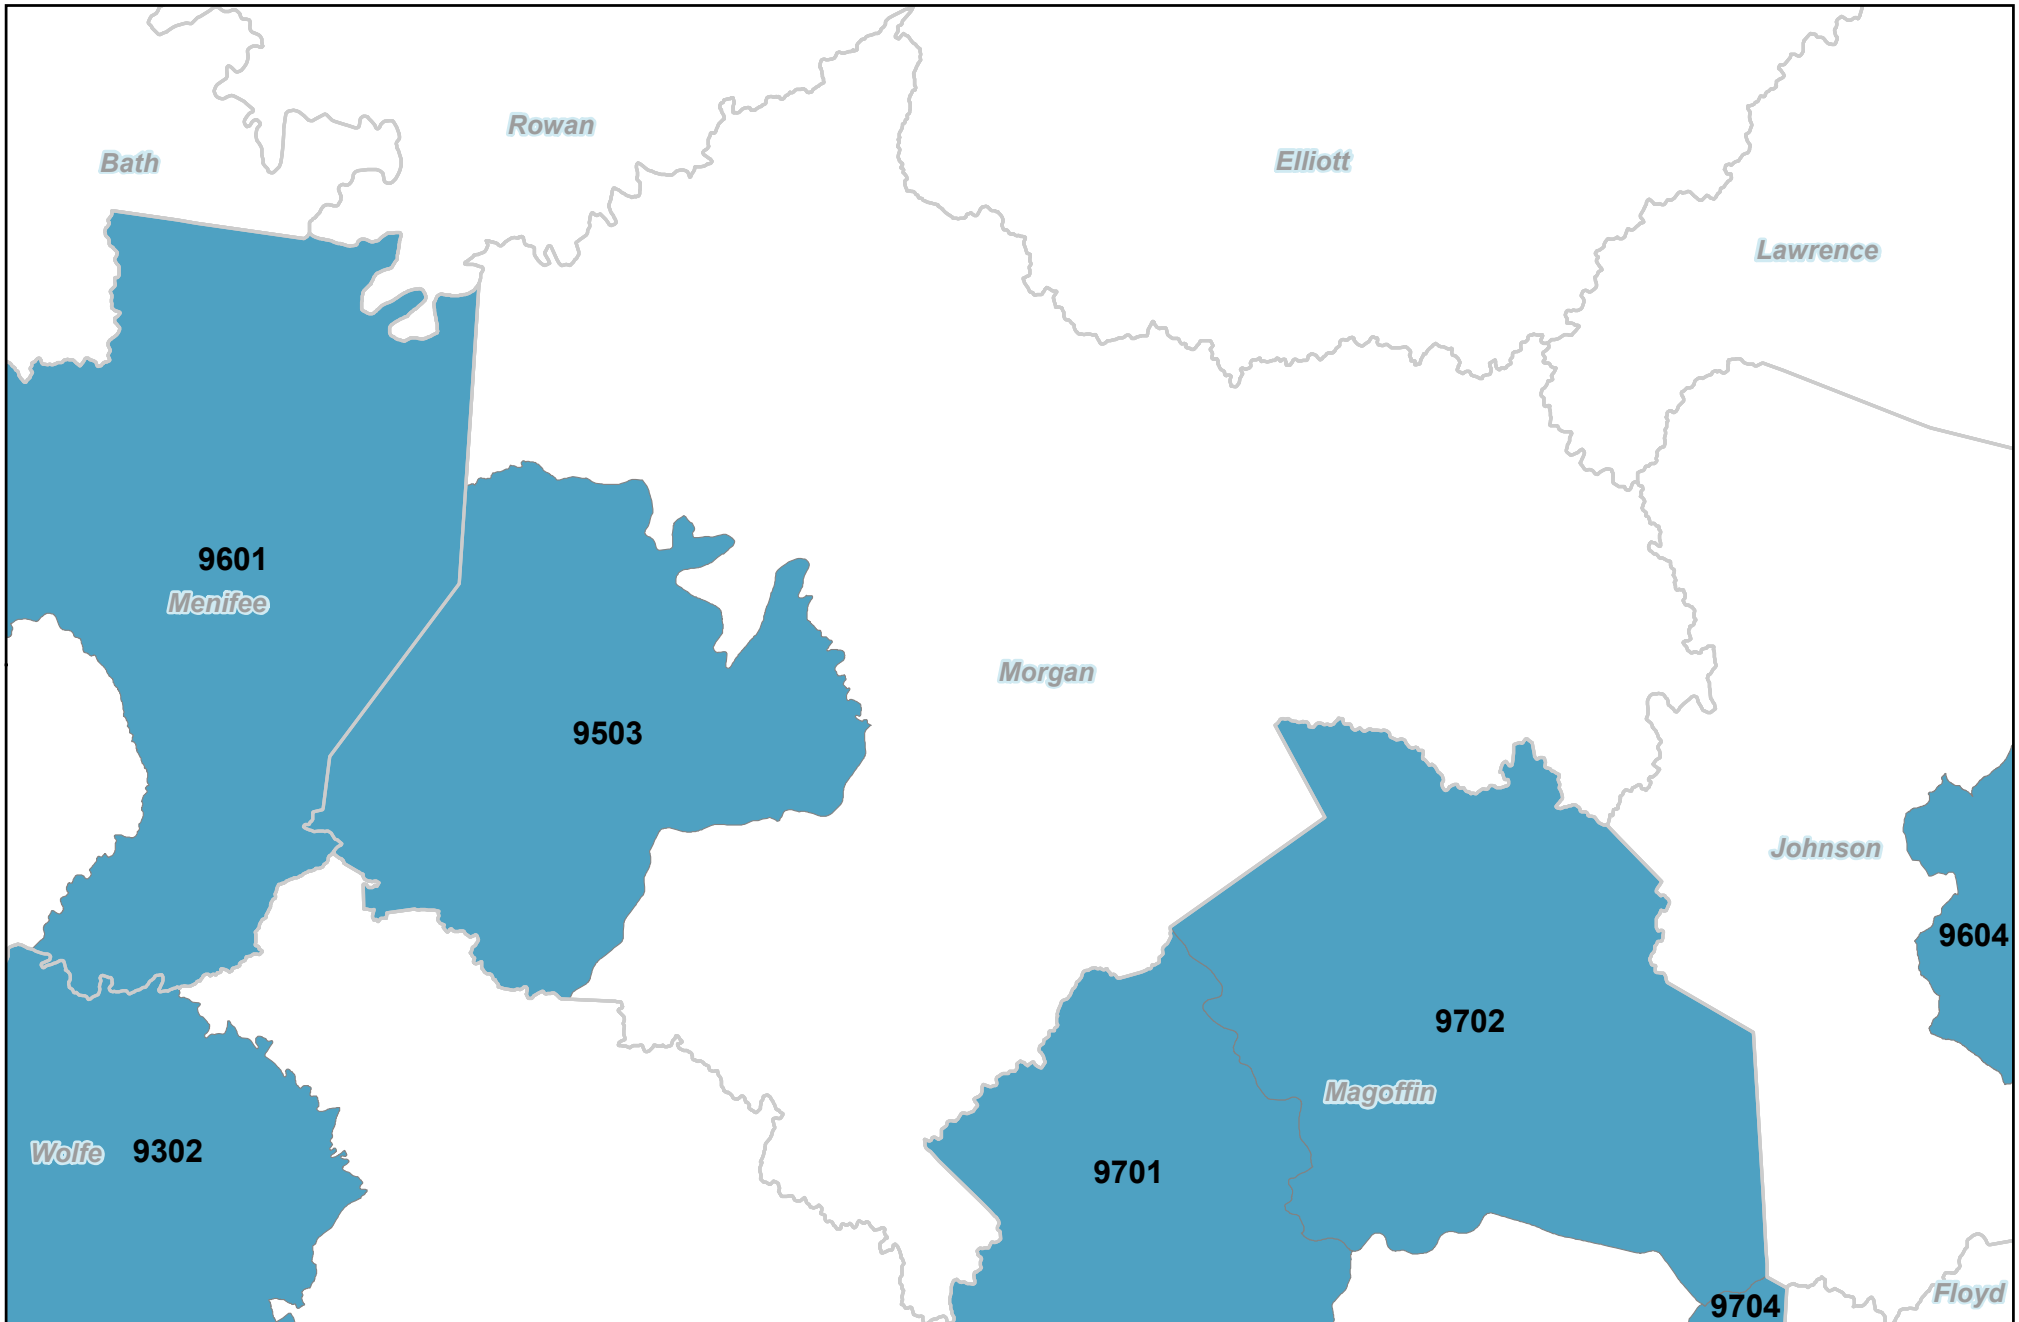 Rowan
Bath
Elliott
Lawrence
9601
Menifee
Morgan
9503
Johnson
9604
9702
Magoffin
Wolfe 9302
9701
Floyd
9704